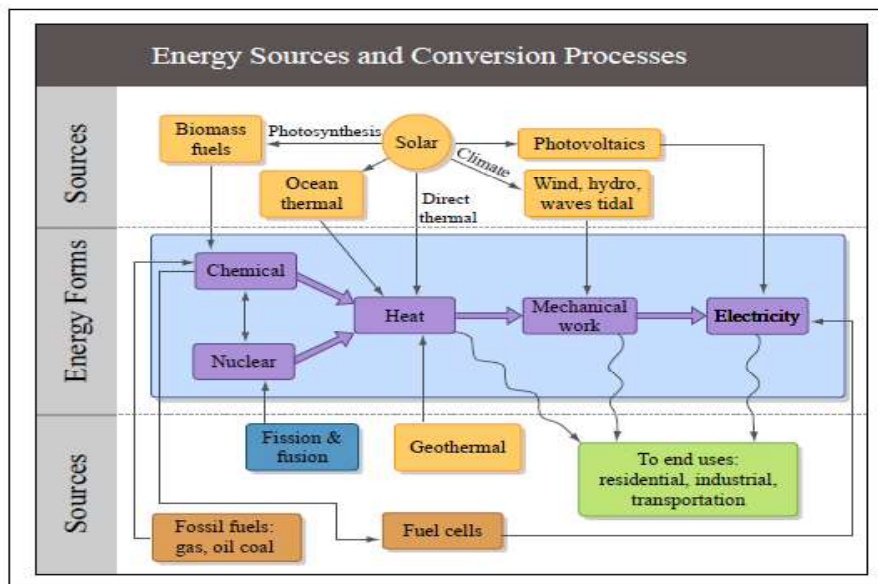 Energy Sources and Conversion Processes
Sources
Biomass
fuels
Photosynthesis
Solar
Photovoltaics
Climate
Ocean
thermal
Direct
thermal
Wind, hydro,
waves tidal
Energy Forms
Chemical
Heat
Mechanical
work
Electricity
Nuclear
Sources
Fission &
fusion
Geothermal
To end uses:
residential, industrial,
transportation
Fossil fuels:
gas, oil coal
Fuel cells